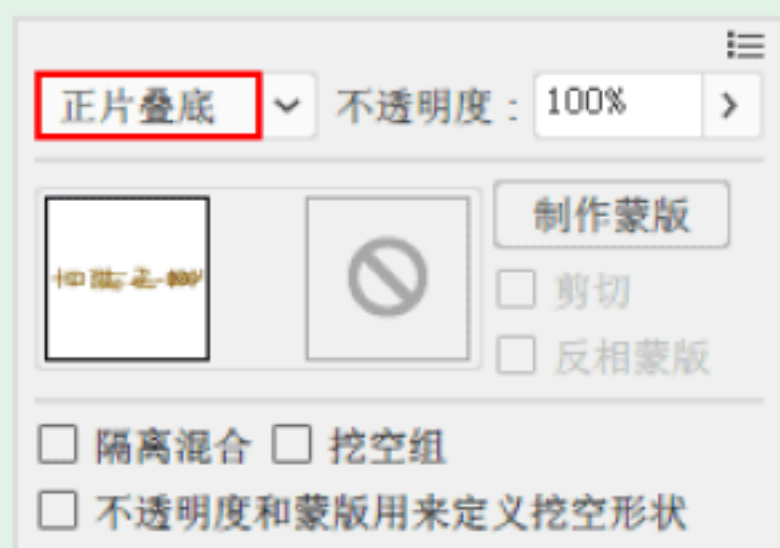 正片叠底 不透明度：100%
制作蒙版
剪切
反相蒙版
隔离混合 挖空组
不透明度和蒙版用来定义挖空形状